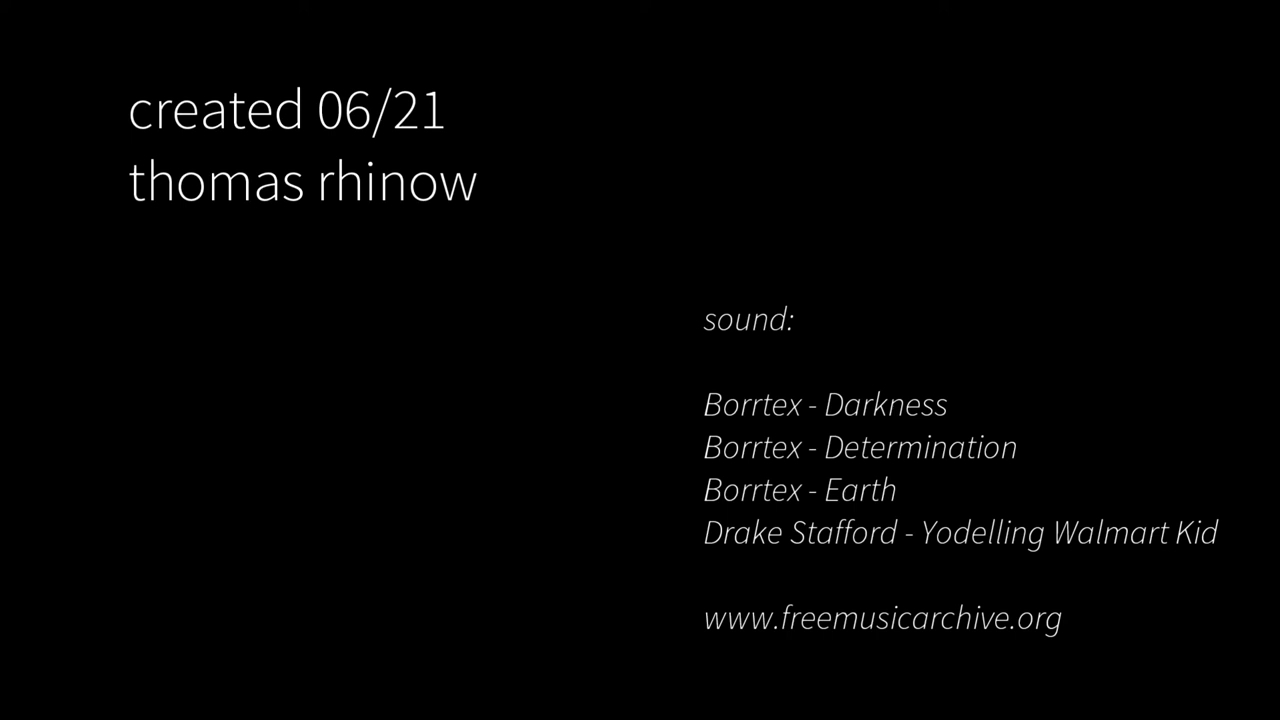 created 06/21
thomas rhinow
sound:
Borrtex - Darkness
Borrtex - Determination
Borrtex - Earth
Drake Stafford - Yodelling Walmart Kid
www.freemusicarchive.org